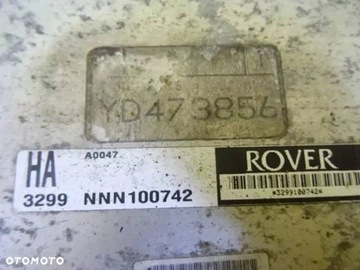 YD473856
HA
A0047
ROVER
3299 NNN100742
*3299100742*
OTOMOTO